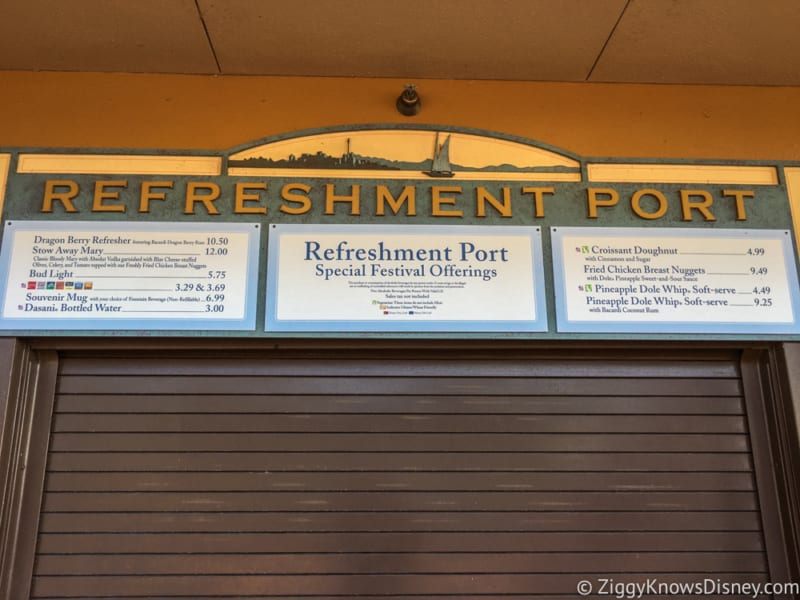 REFRESHMENT PORT
Dragon Berry Refresher featuring Bacardi Dragon Berry Rum 10.50
Stow Away Mary 12.00
Classic Bloody Mary with Absolut Vodka garnished with Blue Cheese stuffed
Olives, Celery, and Tomato topped with our Freshly Fried Chicken Breast Nuggets
Bud Light 5.75
3.29 & 3.69
Souvenir Mug with your choice of Fountain Beverage (Non-Refillable) 6.99
Dasani® Bottled Water 3.00
Refreshment Port
Special Festival Offerings
Sales tax not included
Croissant Doughnut 4.99
with Cinnamon and Sugar
Fried Chicken Breast Nuggets 9.49
with Dole® Pineapple Sweet-and-Sour Sauce
Pineapple Dole Whip® Soft-serve 4.49
Pineapple Dole Whip® Soft-serve 9.25
with Bacardi Coconut Rum
© ZiggyKnowsDisney.com